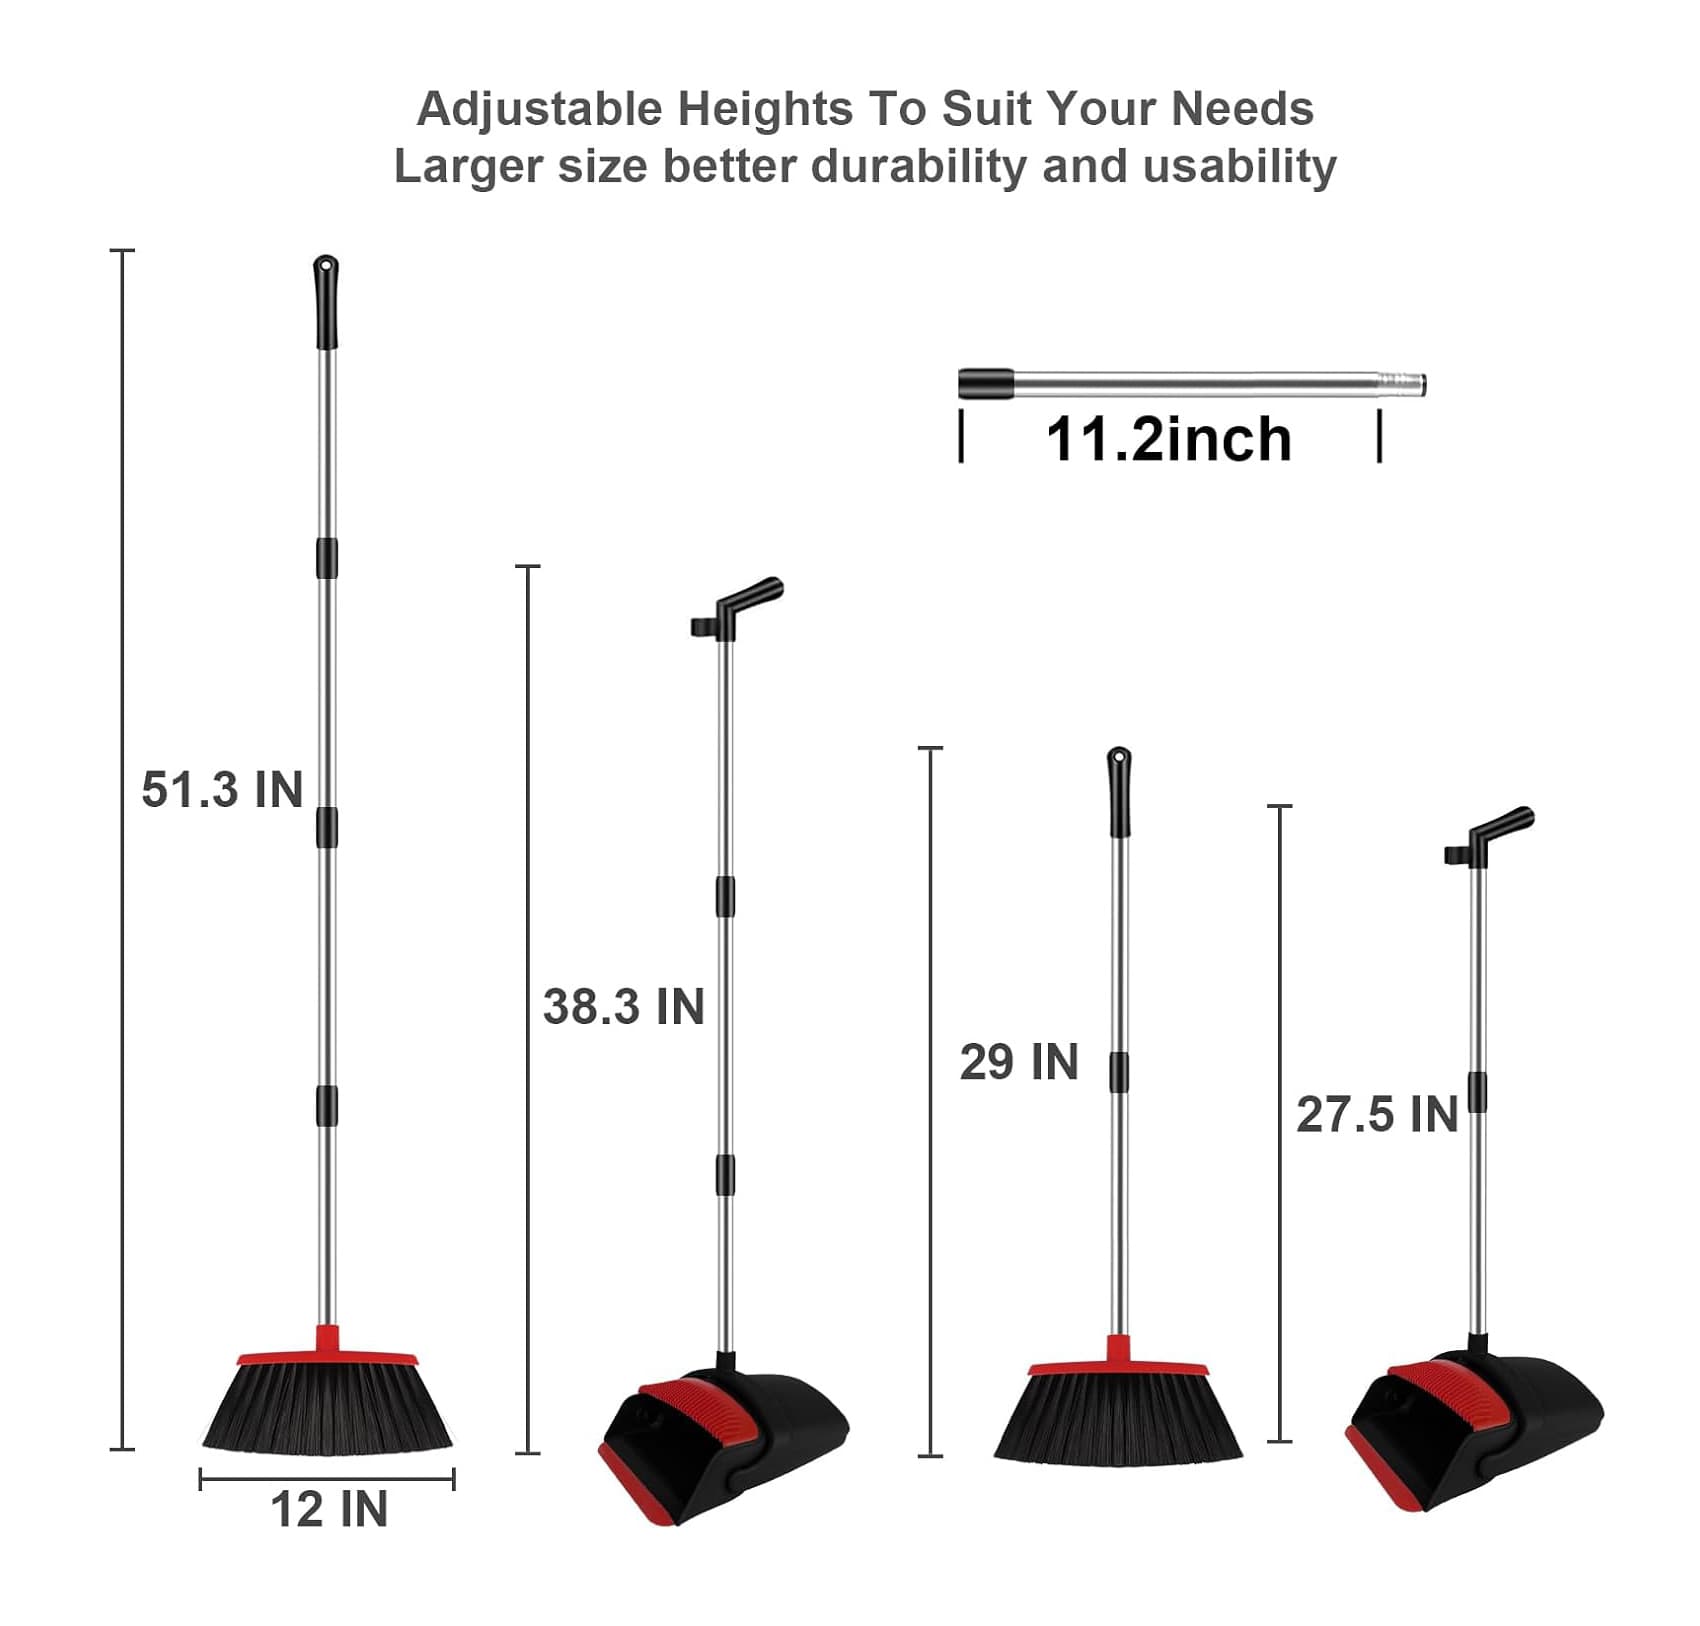 Adjustable Heights To Suit Your Needs
Larger size better durability and usability
11.2inch
51.3 IN
38.3 IN
29 IN
27.5 IN
12 IN